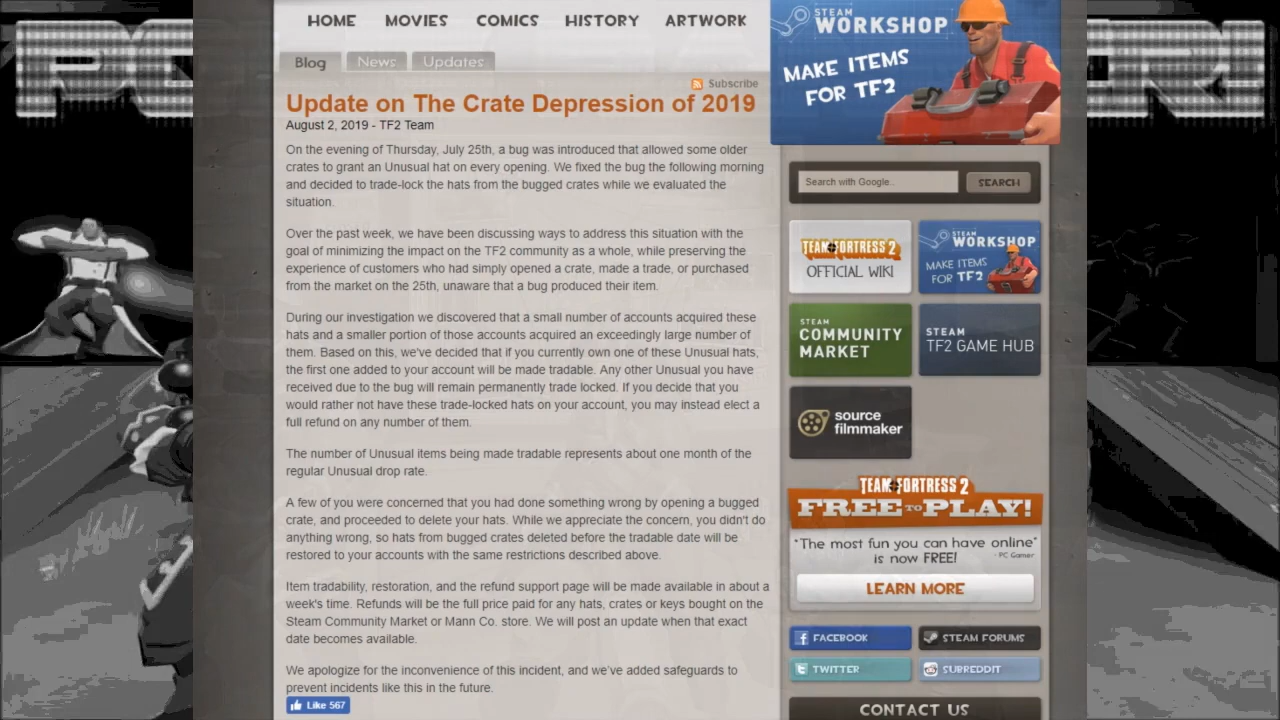 HOME MOVIES COMICS HISTORY ARTWORK
STEAM
WORKSHOP
MAKE ITEMS
FOR TF2
Blog News Updates
Subscribe
Update on The Crate Depression of 2019
August 2, 2019 - TF2 Team
On the evening of Thursday, July 25th, a bug was introduced that allowed some older
crates to grant an Unusual hat on every opening. We fixed the bug the following morning
and decided to trade-lock the hats from the bugged crates while we evaluated the
situation.
Over the past week, we have been discussing ways to address this situation with the
goal of minimizing the impact on the TF2 community as a whole, while preserving the
experience of customers who had simply opened a crate, made a trade, or purchased
from the market on the 25th, unaware that a bug produced their item.
During our investigation we discovered that a small number of accounts acquired these
hats and a smaller portion of those accounts acquired an exceedingly large number of
them. Based on this, we've decided that if you currently own one of these Unusual hats,
the first one added to your account will be made tradable. Any other Unusual you have
received due to the bug will remain permanently trade locked. If you decide that you
would rather not have these trade-locked hats on your account, you may instead elect a
full refund on any number of them.
The number of Unusual items being made tradable represents about one month of the
regular Unusual drop rate.
A few of you were concerned that you had done something wrong by opening a bugged
crate, and proceeded to delete your hats. While we appreciate the concern, you didn't do
anything wrong, so hats from bugged crates deleted before the tradable date will be
restored to your accounts with the same restrictions described above.
Item tradability, restoration, and the refund support page will be made available in about a
week's time. Refunds will be the full price paid for any hats, crates or keys bought on the
Steam Community Market or Mann Co. store. We will post an update when that exact
date becomes available.
We apologize for the inconvenience of this incident, and we've added safeguards to
prevent incidents like this in the future.
Like 567
Search with Google.. SEARCH
TEAM FORTRESS 2
OFFICIAL WIKI
STEAM
WORKSHOP
MAKE ITEMS
FOR TF2
STEAM
COMMUNITY
MARKET
STEAM
TF2 GAME HUB
source
filmmaker
TEAM FORTRESS 2
FREE TO PLAY!
"The most fun you can have online"
- PC Gamer
is now FREE!
LEARN MORE
FACEBOOK STEAM FORUMS
TWITTER SUBREDDIT
CONTACT US